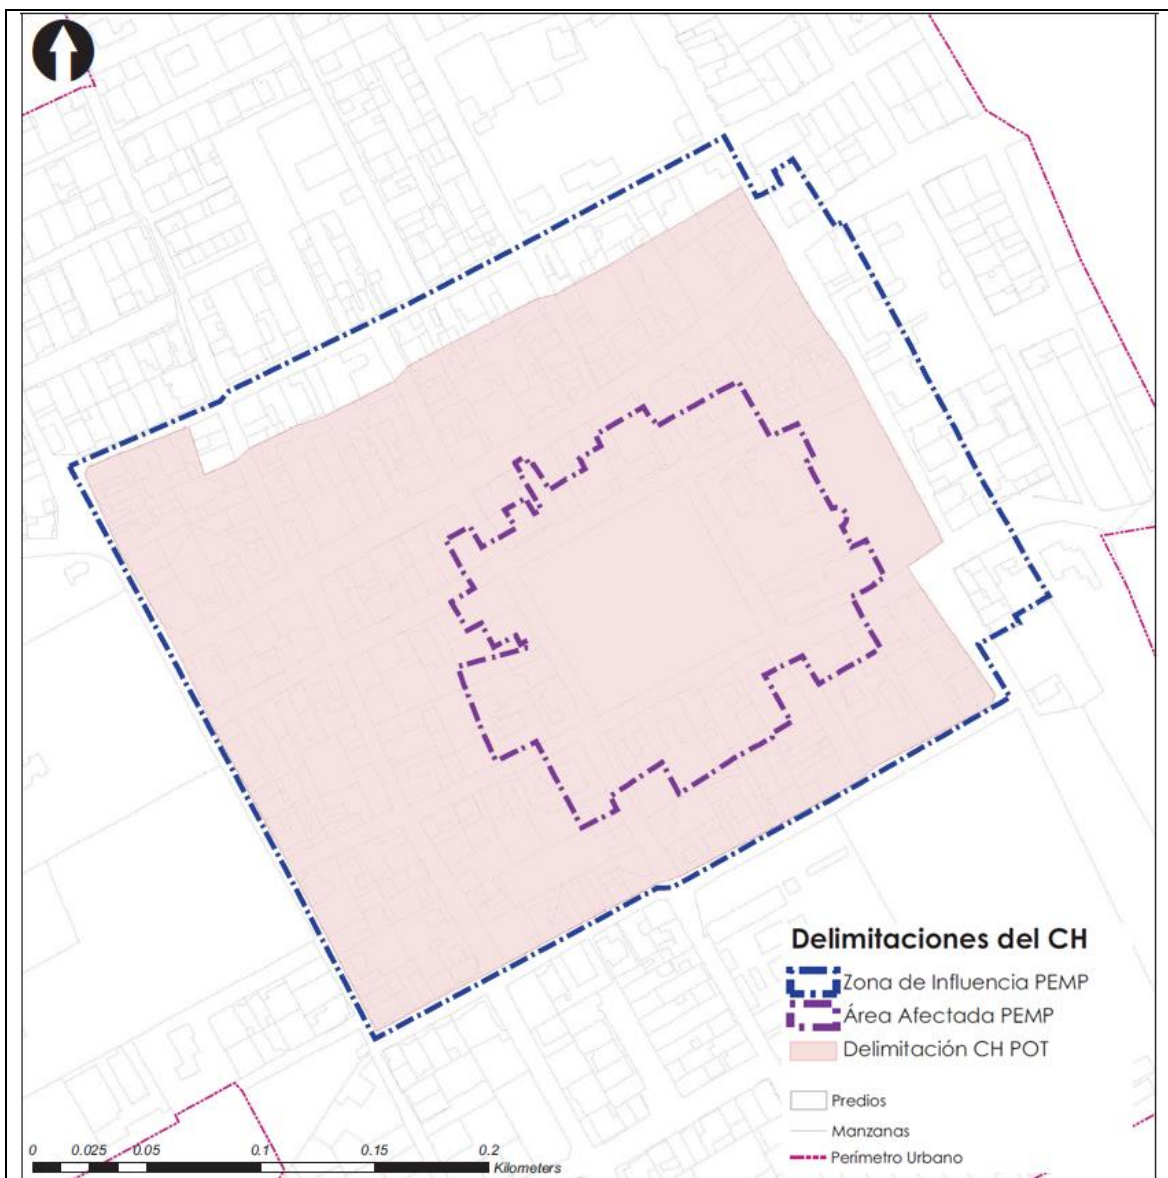 Delimitaciones del CH
Zona de Influencia PEMP
Área Afectada PEMP
Delimitación CH POT
Predios
Manzanas
Perímetro Urbano
0 0.025 0.05 0.1 0.15 0.2
Kilometers